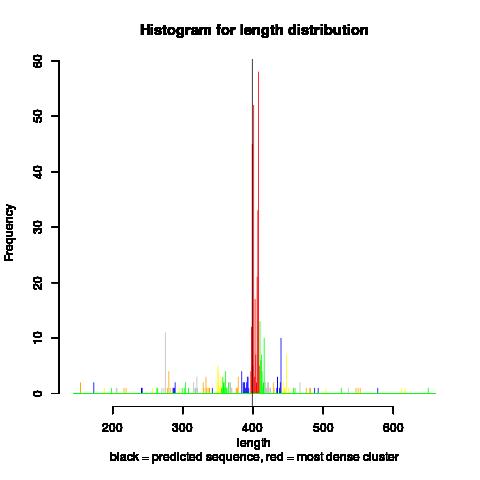 Histogram for length distribution
Frequency
60
50
40
30
20
10
0
200 300 400 500 600
length
black = predicted sequence, red = most dense cluster